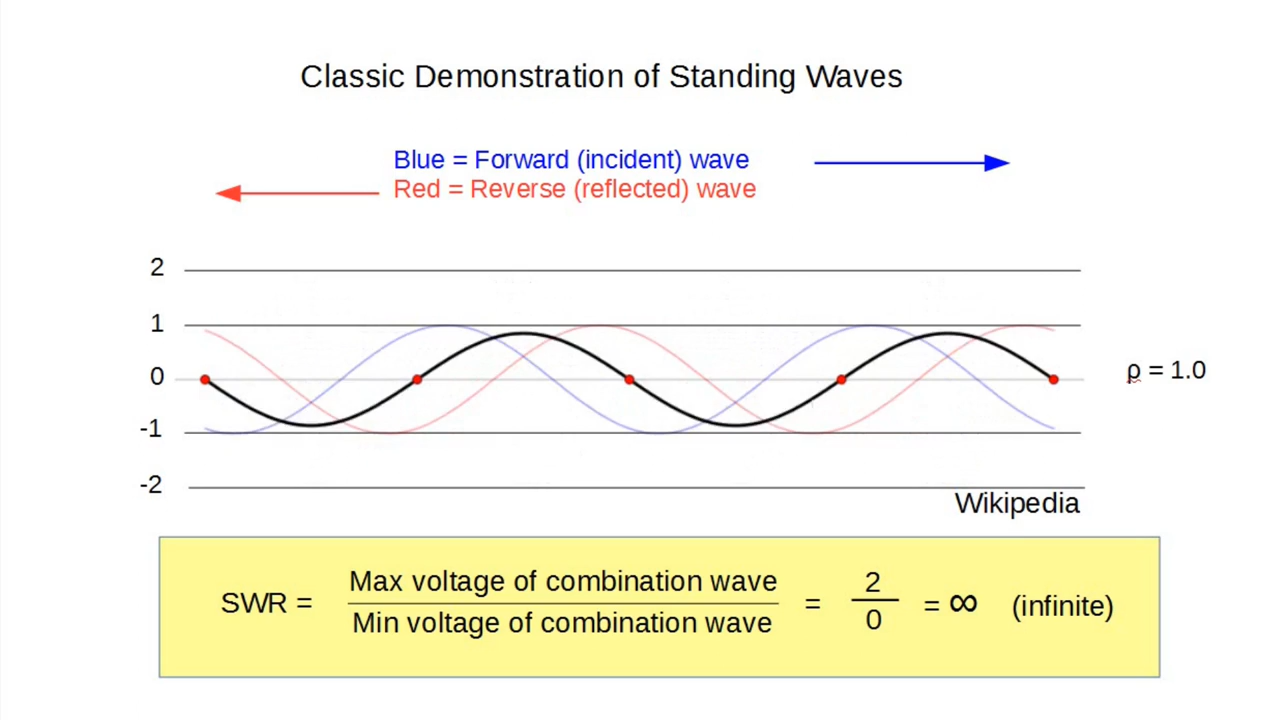 Classic Demonstration of Standing Waves
Blue = Forward (incident) wave
Red = Reverse (reflected) wave
2
1
0
-1
-2
ρ = 1.0
Wikipedia
SWR = Max voltage of combination wave / Min voltage of combination wave = 2 / 0 = ∞ (infinite)